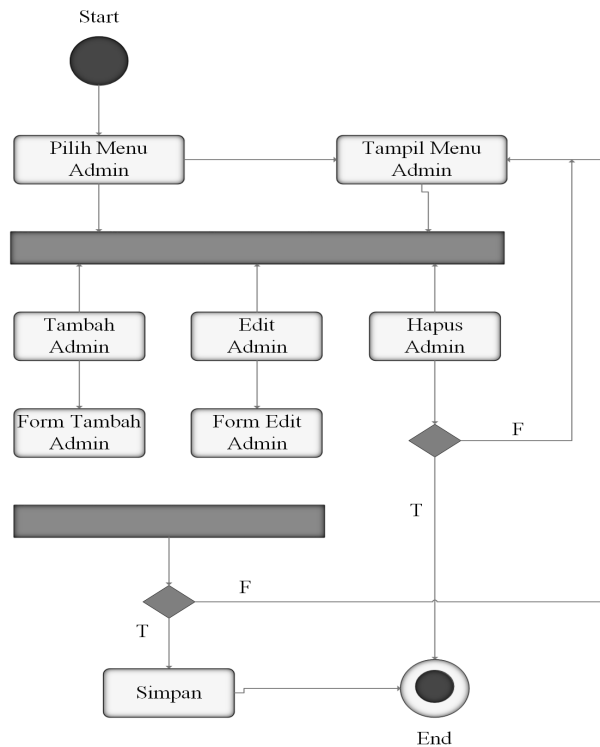 Start
Pilih Menu
Admin
Tampil Menu
Admin
Tambah
Admin
Edit
Admin
Hapus
Admin
Form Tambah
Admin
Form Edit
Admin
F
T
F
T
Simpan
End